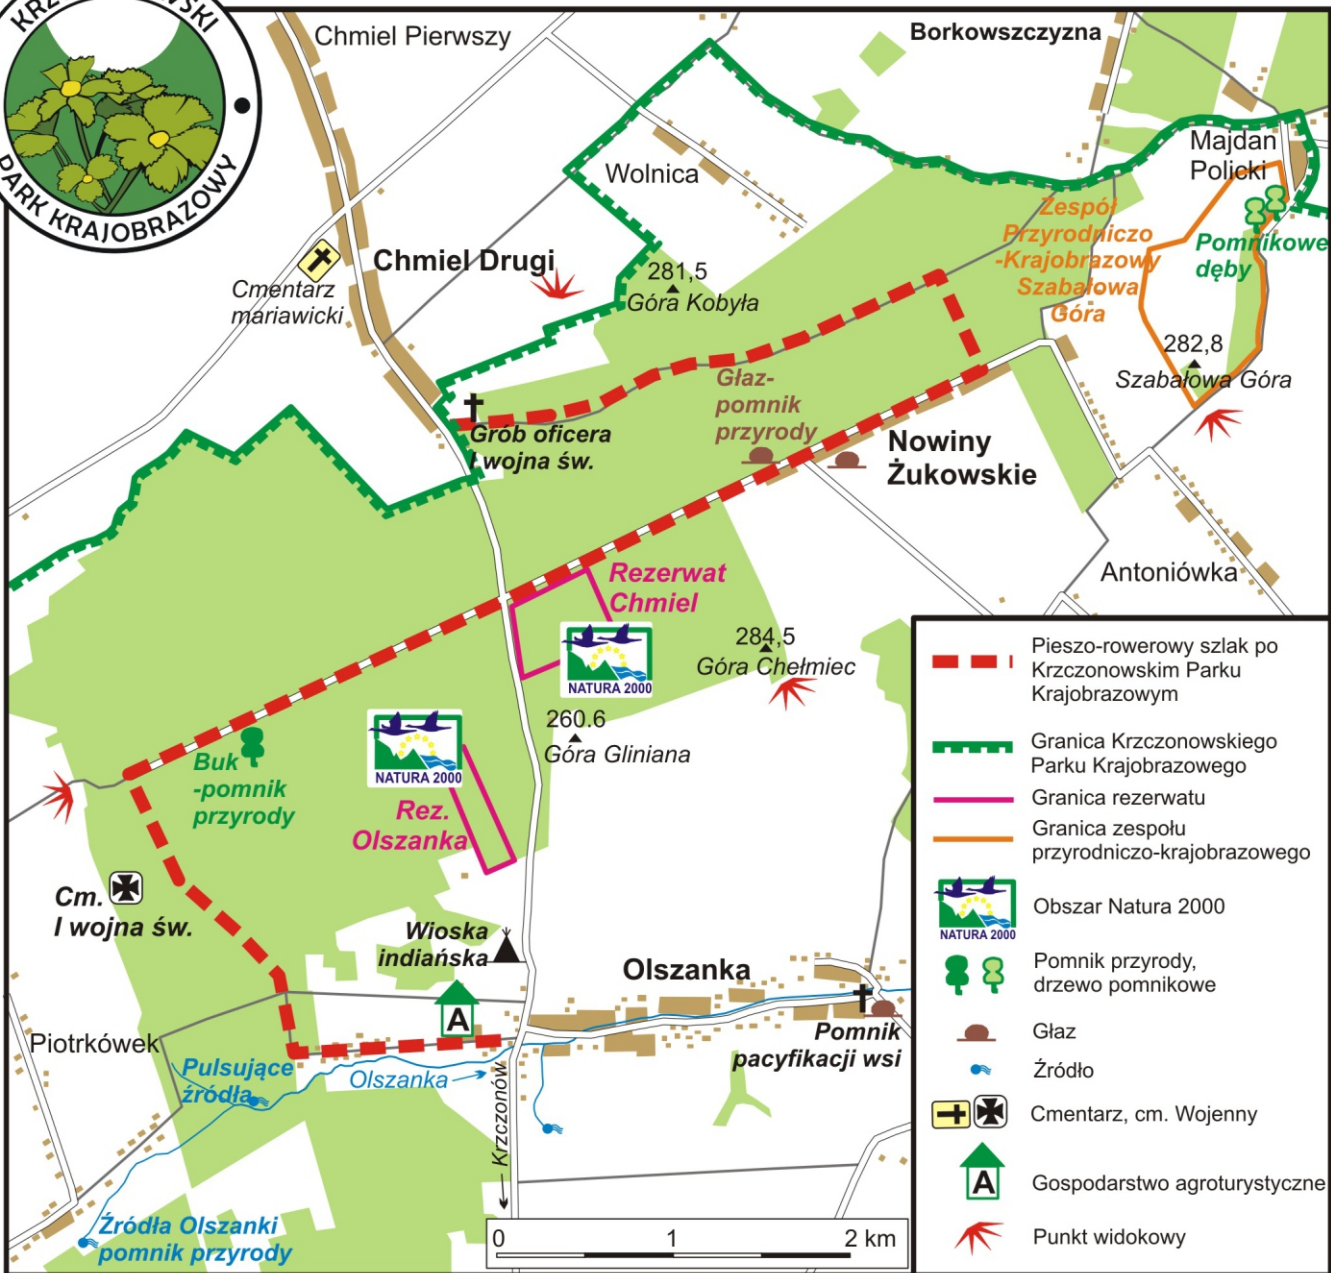 PARK KRAJOBRAZOWY
Chmiel Pierwszy
Borkowszczyzna
Majdan
Policki
Wolnica
Zespół
Przyrodniczo
-Krajobrazowy
Szabałowa
Góra
Pomnikowe
dęby
Chmiel Drugi
Cmentarz
mariawicki
281,5
Góra Kobyła
282,8
Szabałowa Góra
Głaz-
pomnik
przyrody
Grób oficera
I wojna św.
Nowiny
Żukowskie
Antoniówka
Rezerwat
Chmiel
NATURA 2000
284,5
Góra Chełmiec
260.6
Góra Gliniana
NATURA 2000
Rez.
Olszanka
Buk
-pomnik
przyrody
Cm.
I wojna św.
Wioska
indiańska
Olszanka
A
Piotrkówek
Pulsujące
źródła
Olszanka
Krzczonów
Pomnik
pacyfikacji wsi
Źródła Olszanki
pomnik przyrody
0 1 2 km
Pieszo-rowerowy szlak po
Krzczonowskim Parku
Krajobrazowym
Granica Krzczonowskiego
Parku Krajobrazowego
Granica rezerwatu
Granica zespołu
przyrodniczo-krajobrazowego
NATURA 2000
Obszar Natura 2000
Pomnik przyrody,
drzewo pomnikowe
Głaz
Źródło
Cmentarz, cm. Wojenny
A
Gospodarstwo agroturystyczne
Punkt widokowy